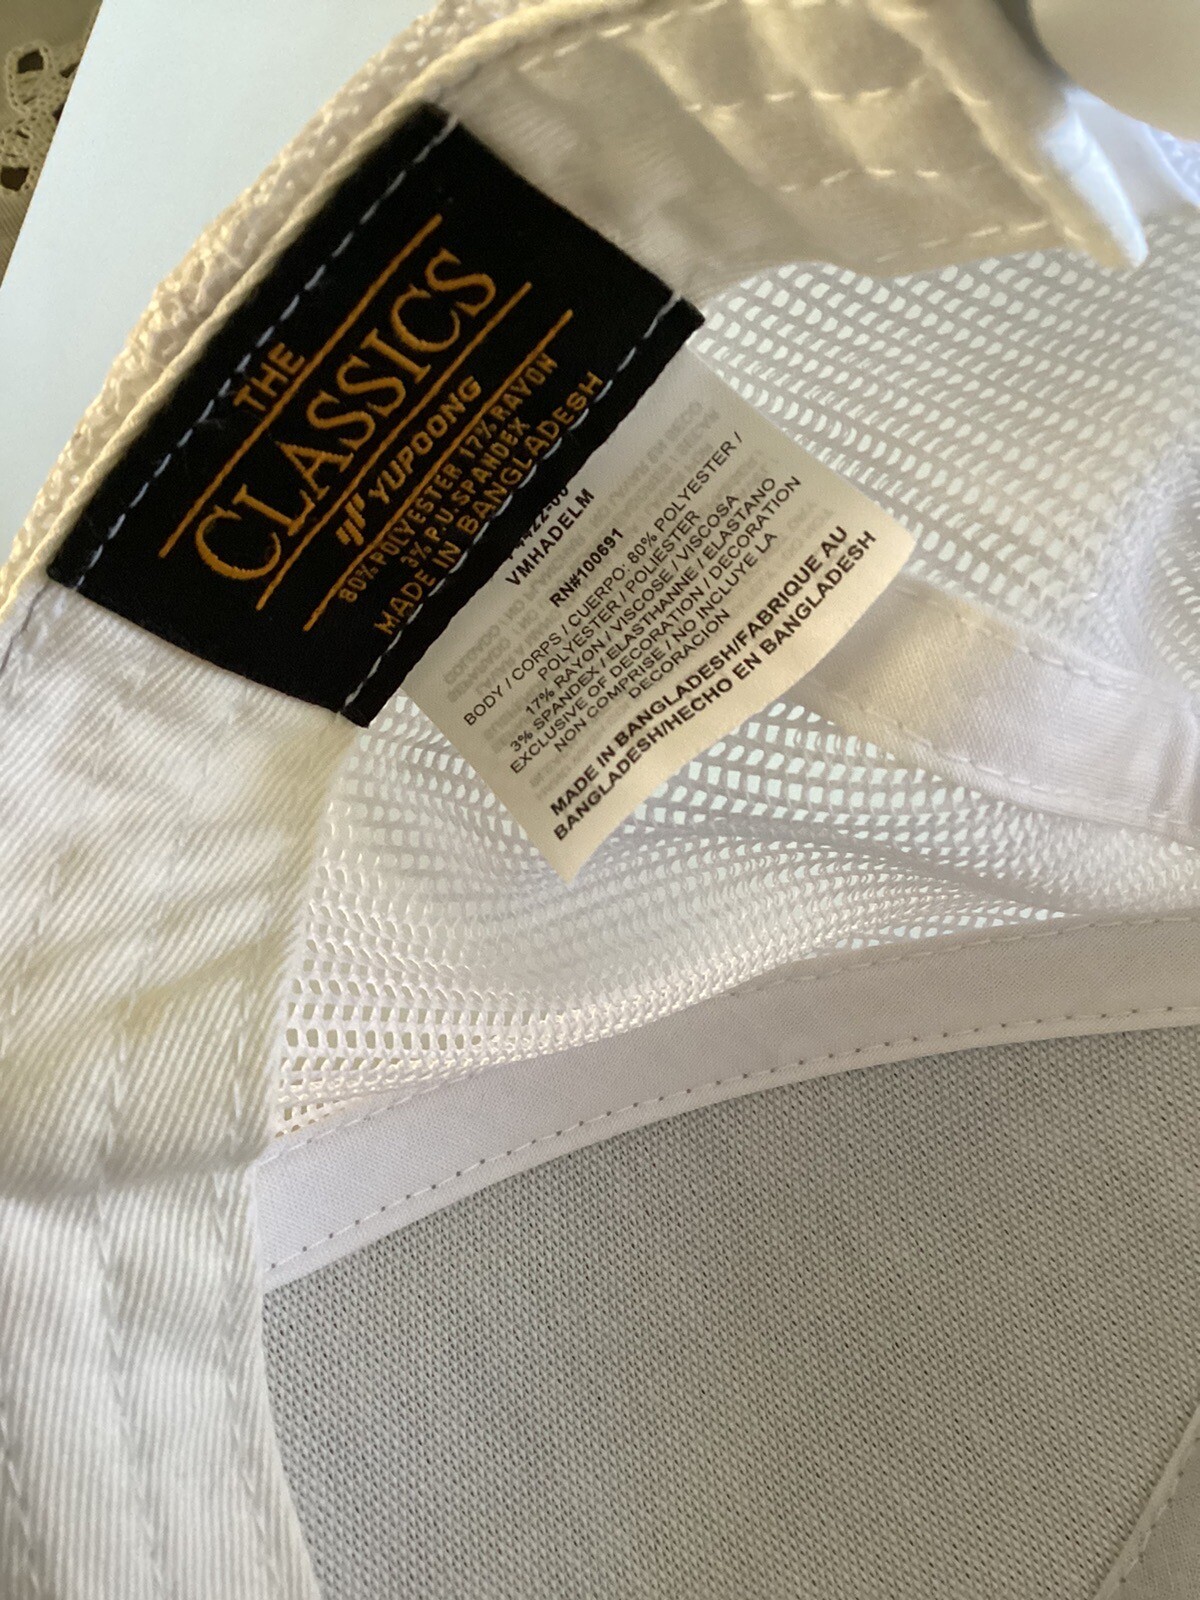 THE
CLASSICS
YUPOONG
80% POLYESTER 17% RAYON
3% P.U. SPANDEX
MADE IN BANGLADESH
VMHADELM
RN#100691
BODY / CORPS / CUERPO: 80% POLYESTER /
POLYESTER / POLIESTER
17% RAYON / VISCOSE / VISCOSA
3% SPANDEX / ELASTHANNE / ELASTANO
EXCLUSIVE OF DECORATION / DECORATION
NON COMPRISE / NO INCLUYE LA
DECORACION
MADE IN BANGLADESH/FABRIQUE AU
BANGLADESH/HECHO EN BANGLADESH